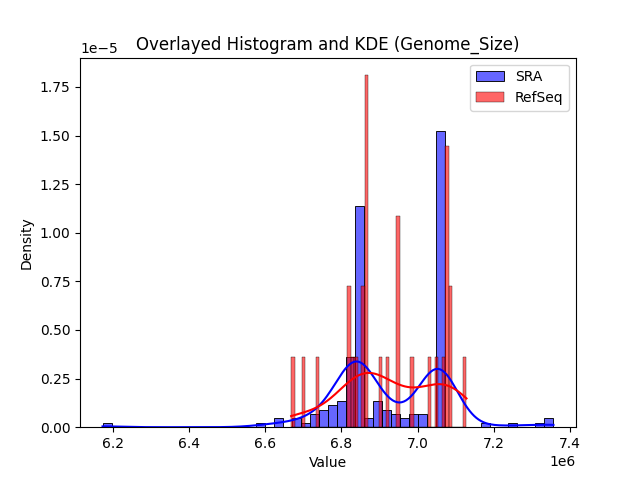 Overlayed Histogram and KDE (Genome_Size)
1e−5
SRA
RefSeq
1.75
1.50
1.25
1.00
0.75
0.50
0.25
0.00
Density
6.2 6.4 6.6 6.8 7.0 7.2 7.4
Value
1e6